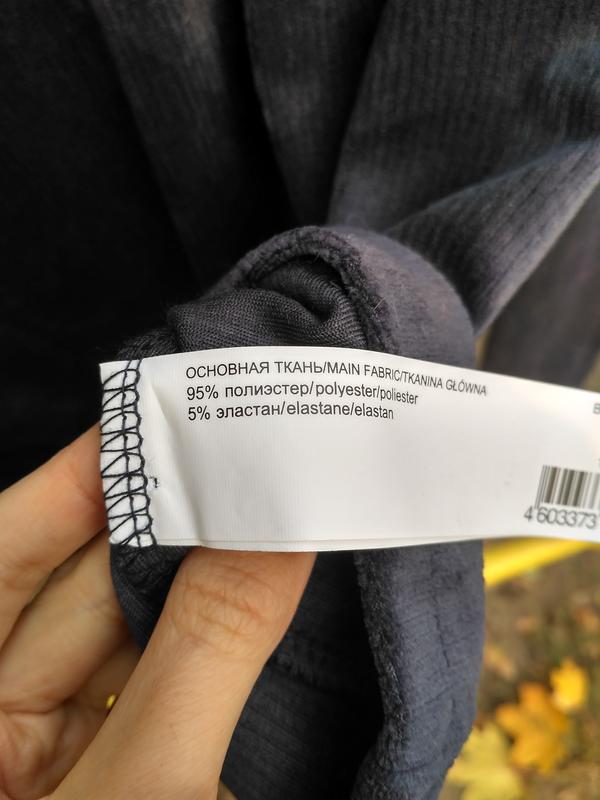 ОСНОВНАЯ ТКАНЬ/MAIN FABRIC/TKANINA GŁÓWNA
95% полиэстер/polyester/poliester
5% эластан/elastane/elastan
4 603373